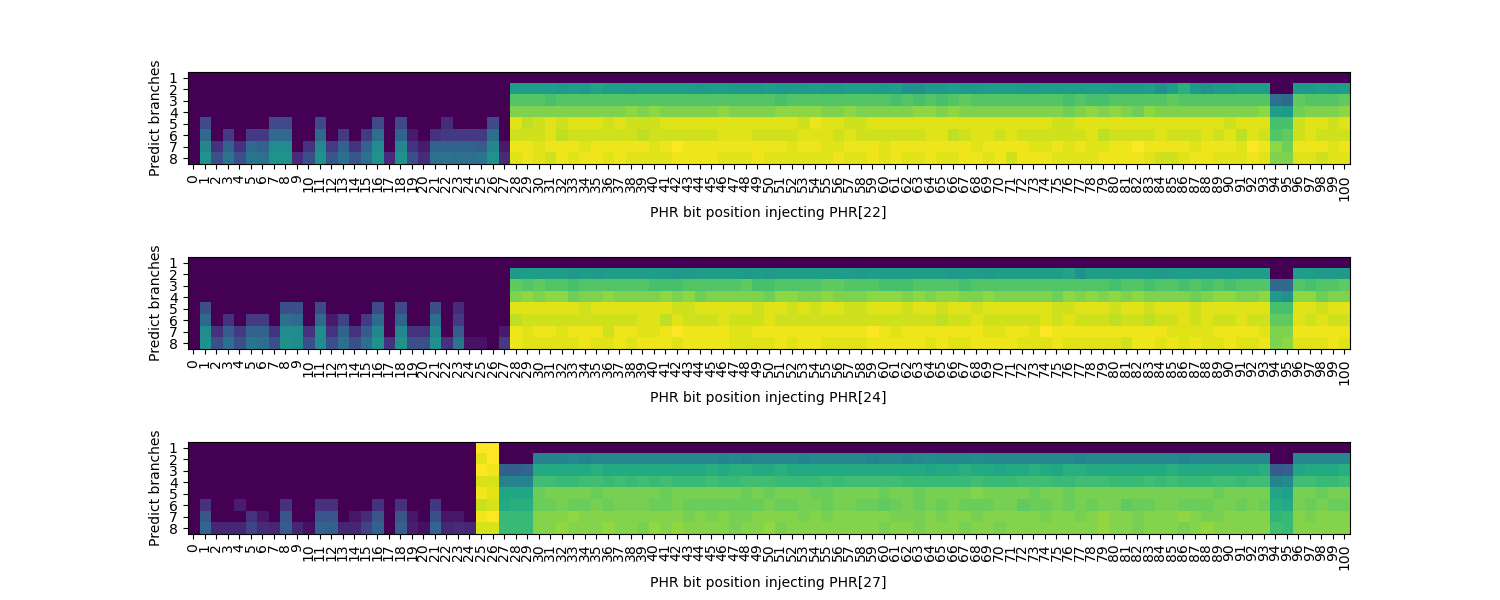 Predict branches
1
2
3
4
5
6
7
8
0 1 2 3 4 5 6 7 8 9 10 11 12 13 14 15 16 17 18 19 20 21 22 23 24 25 26 27 28 29 30 31 32 33 34 35 36 37 38 39 40 41 42 43 44 45 46 47 48 49 50 51 52 53 54 55 56 57 58 59 60 61 62 63 64 65 66 67 68 69 70 71 72 73 74 75 76 77 78 79 80 81 82 83 84 85 86 87 88 89 90 91 92 93 94 95 96 97 98 99 100
PHR bit position injecting PHR[22]
Predict branches
1
2
3
4
5
6
7
8
0 1 2 3 4 5 6 7 8 9 10 11 12 13 14 15 16 17 18 19 20 21 22 23 24 25 26 27 28 29 30 31 32 33 34 35 36 37 38 39 40 41 42 43 44 45 46 47 48 49 50 51 52 53 54 55 56 57 58 59 60 61 62 63 64 65 66 67 68 69 70 71 72 73 74 75 76 77 78 79 80 81 82 83 84 85 86 87 88 89 90 91 92 93 94 95 96 97 98 99 100
PHR bit position injecting PHR[24]
Predict branches
1
2
3
4
5
6
7
8
0 1 2 3 4 5 6 7 8 9 10 11 12 13 14 15 16 17 18 19 20 21 22 23 24 25 26 27 28 29 30 31 32 33 34 35 36 37 38 39 40 41 42 43 44 45 46 47 48 49 50 51 52 53 54 55 56 57 58 59 60 61 62 63 64 65 66 67 68 69 70 71 72 73 74 75 76 77 78 79 80 81 82 83 84 85 86 87 88 89 90 91 92 93 94 95 96 97 98 99 100
PHR bit position injecting PHR[27]